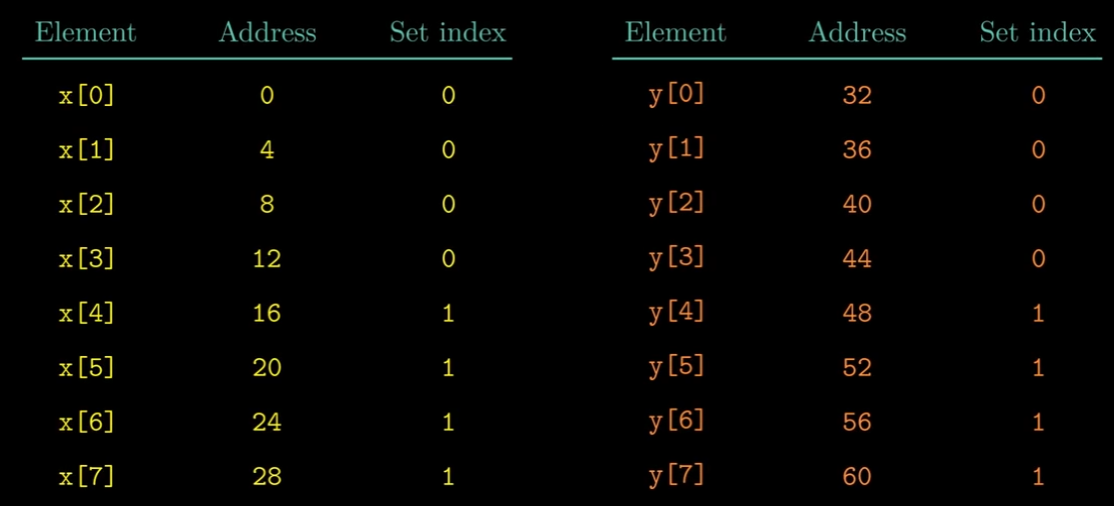 Element Address Set index Element Address Set index
x[0] 0 0 y[0] 32 0
x[1] 4 0 y[1] 36 0
x[2] 8 0 y[2] 40 0
x[3] 12 0 y[3] 44 0
x[4] 16 1 y[4] 48 1
x[5] 20 1 y[5] 52 1
x[6] 24 1 y[6] 56 1
x[7] 28 1 y[7] 60 1